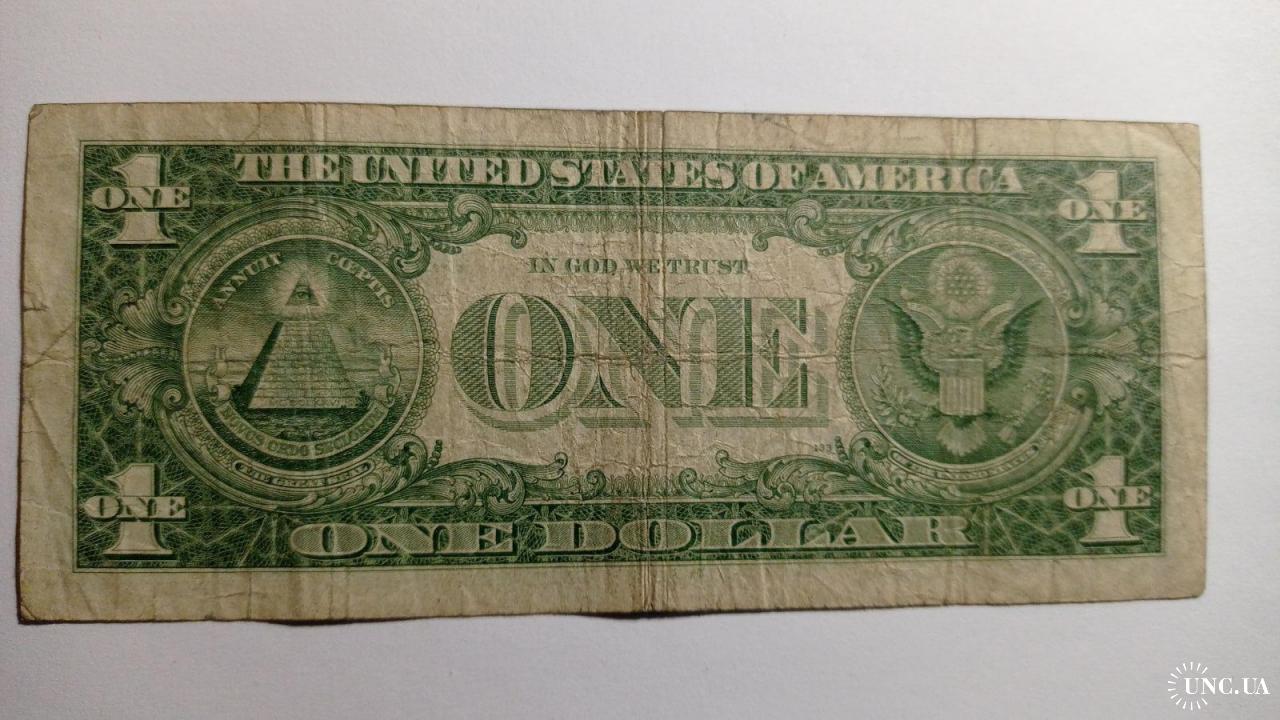 THE UNITED STATES OF AMERICA
1
ONE
1
ONE
ANNUIT CŒPTIS
IN GOD WE TRUST
ONE
ONE DOLLAR
1
ONE
1
ONE
UNC.UA